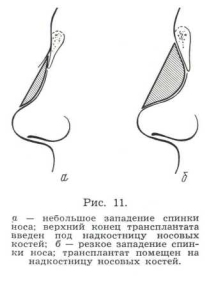 а
б
Рис. 11.
а — небольшое западение спинки
носа; верхний конец трансплантата
введен под надкостницу носовых
костей; б — резкое западение спин-
ки носа; трансплантат помещен на
надкостницу носовых костей.